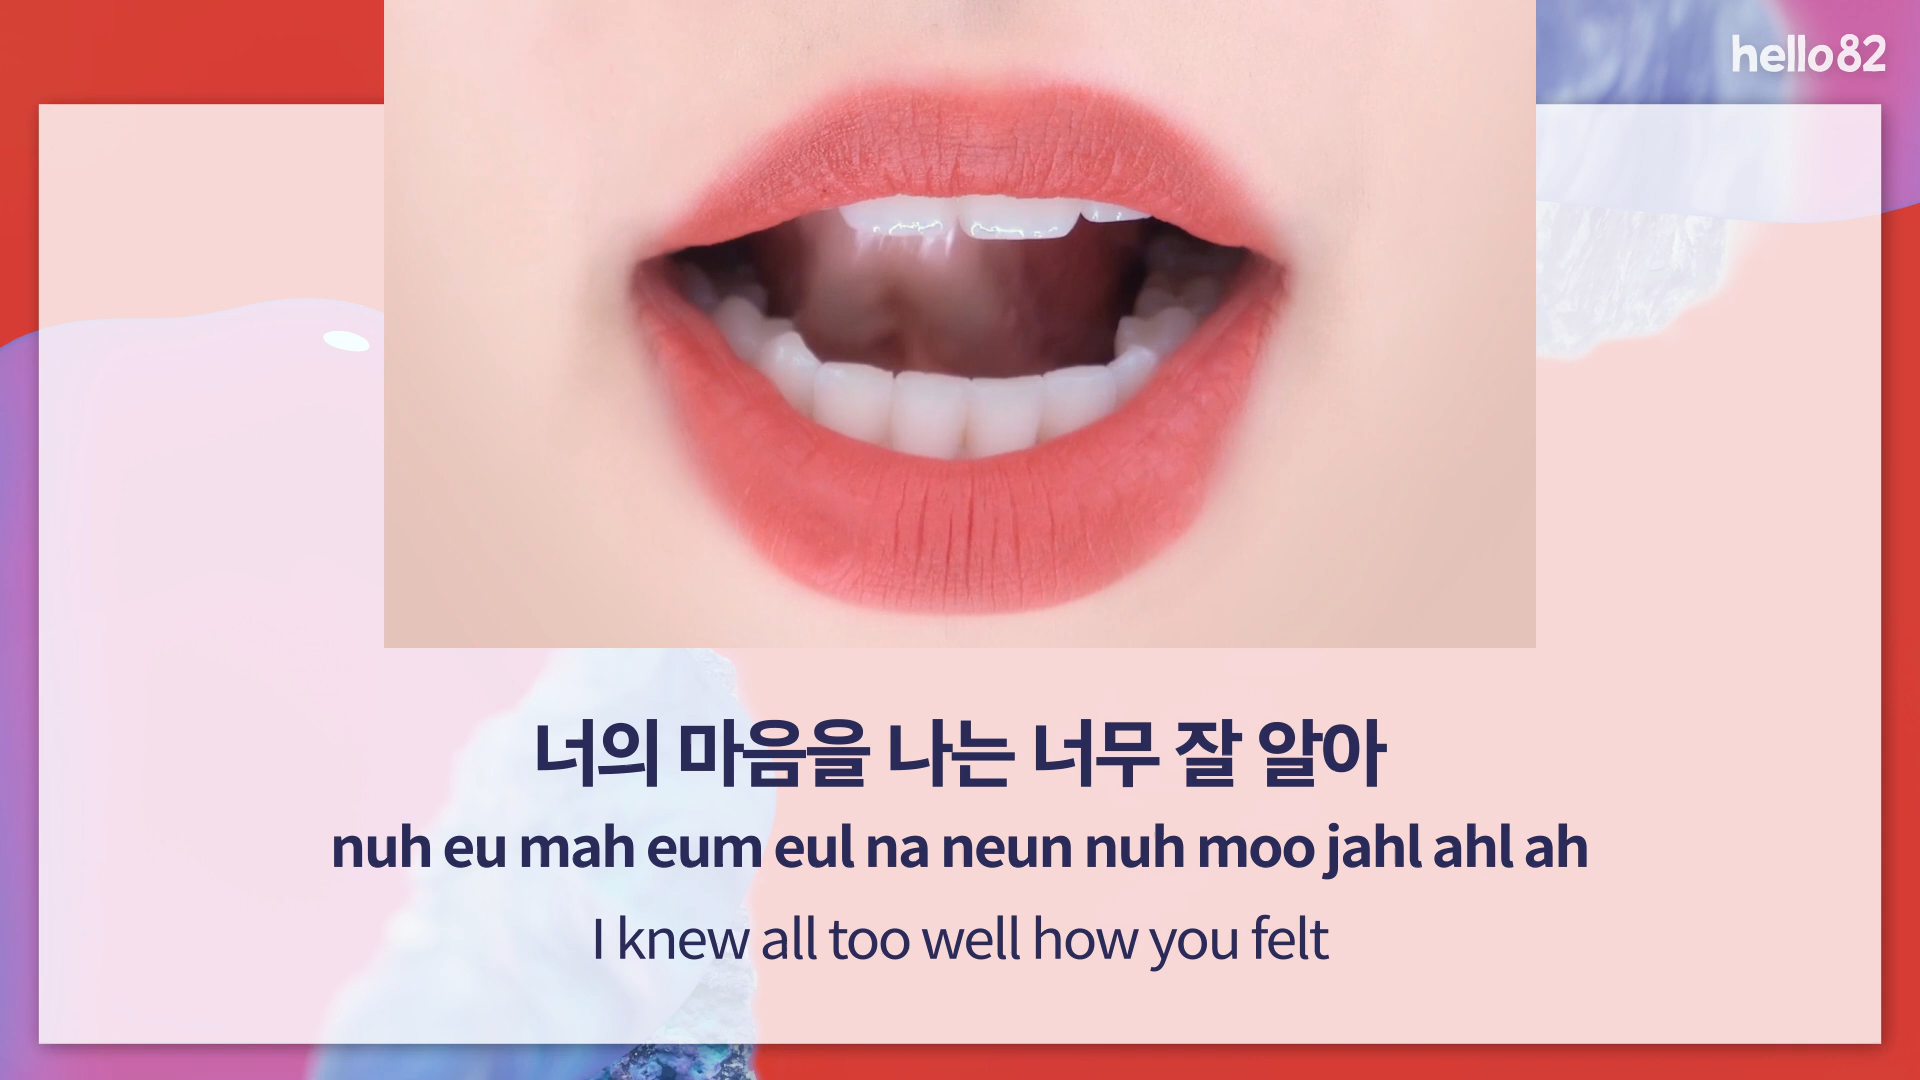 hello82
너의 마음을 나는 너무 잘 알아
nuh eu mah eum eul na neun nuh moo jahl ahl ah
I knew all too well how you felt